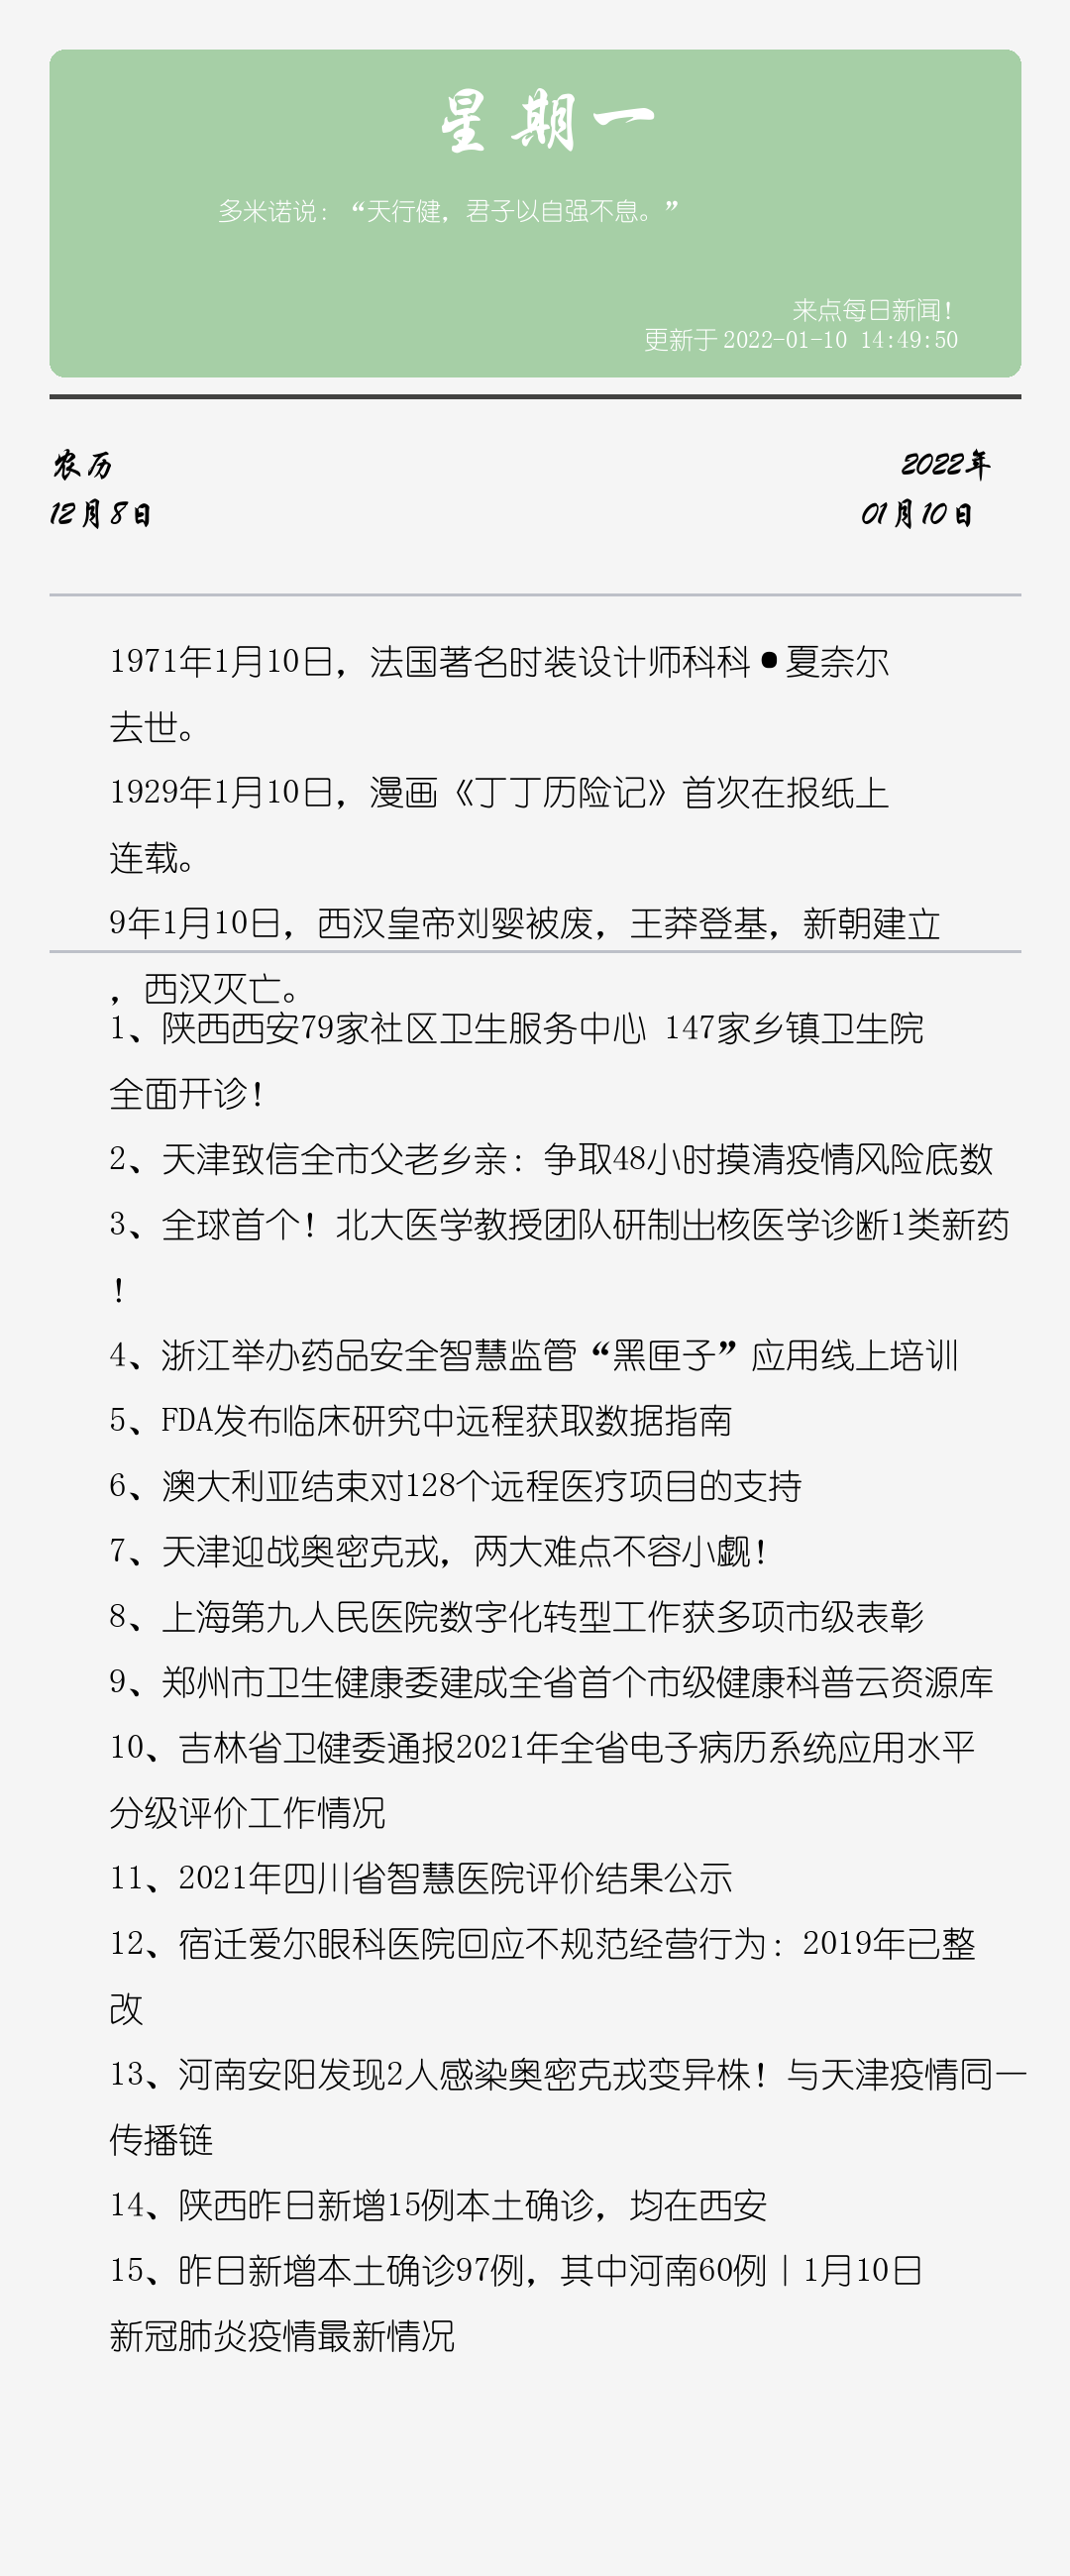 星期一
多米诺说：“天行健，君子以自强不息。”
来点每日新闻！
更新于 2022-01-10 14:49:50
农历
12月8日
2022年
01月10日
1971年1月10日，法国著名时装设计师科科•夏奈尔
去世。
1929年1月10日，漫画《丁丁历险记》首次在报纸上
连载。
9年1月10日，西汉皇帝刘婴被废，王莽登基，新朝建立
，西汉灭亡。
1、陕西西安79家社区卫生服务中心 147家乡镇卫生院
全面开诊！
2、天津致信全市父老乡亲：争取48小时摸清疫情风险底数
3、全球首个！北大医学教授团队研制出核医学诊断1类新药
！
4、浙江举办药品安全智慧监管“黑匣子”应用线上培训
5、FDA发布临床研究中远程获取数据指南
6、澳大利亚结束对128个远程医疗项目的支持
7、天津迎战奥密克戎，两大难点不容小觑！
8、上海第九人民医院数字化转型工作获多项市级表彰
9、郑州市卫生健康委建成全省首个市级健康科普云资源库
10、吉林省卫健委通报2021年全省电子病历系统应用水平
分级评价工作情况
11、2021年四川省智慧医院评价结果公示
12、宿迁爱尔眼科医院回应不规范经营行为：2019年已整
改
13、河南安阳发现2人感染奥密克戎变异株！与天津疫情同一
传播链
14、陕西昨日新增15例本土确诊，均在西安
15、昨日新增本土确诊97例，其中河南60例丨1月10日
新冠肺炎疫情最新情况